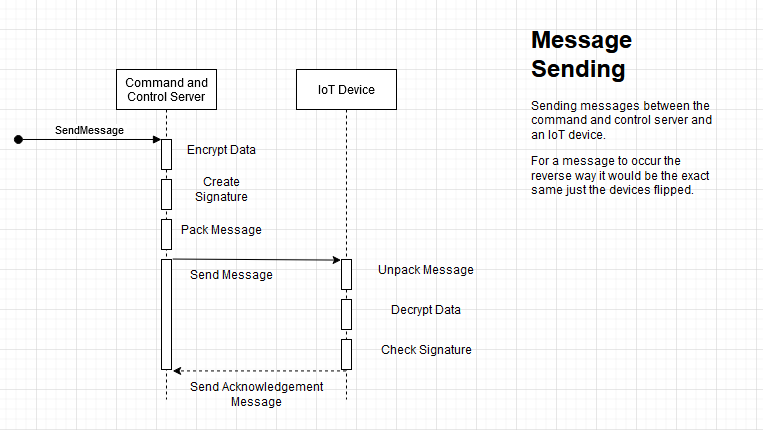 Message
Sending
Command and
Control Server
IoT Device
Sending messages between the
command and control server and
an IoT device.
SendMessage
Encrypt Data
For a message to occur the
reverse way it would be the exact
same just the devices flipped.
Create
Signature
Pack Message
Send Message
Unpack Message
Decrypt Data
Check Signature
Send Acknowledgement
Message